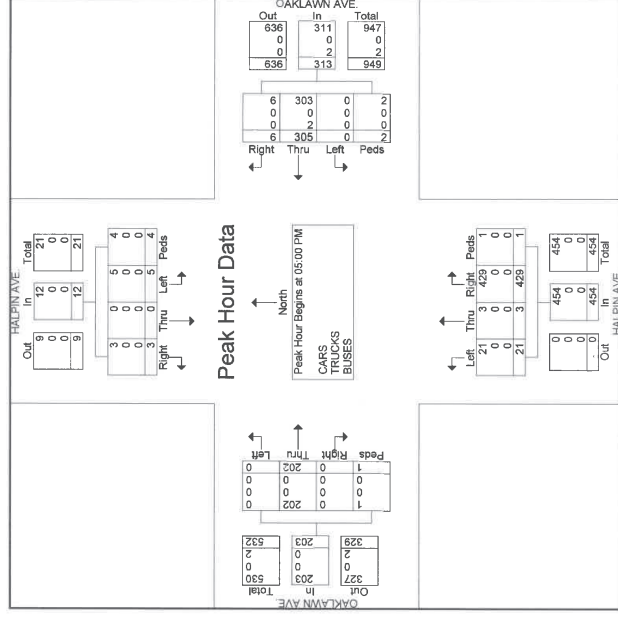 OAKLAWN AVE.
Out In Total
636 311 947
0 0 0
0 2 2
636 313 949
6 303 0 2
0 0 0 0
0 2 0 0
6 305 0 2
Right Thru Left Peds
HALPIN AVE.
Out In Total
9 12 21
0 0 0
0 0 0
9 12 21
3 0 5 4
0 0 0 0
0 0 0 0
3 0 5 4
Right Thru Left Peds
Peak Hour Data
North
Peak Hour Begins at 05:00 PM
CARS
TRUCKS
BUSES
Left Thru Right Peds
21 3 429 1
0 0 0 0
0 0 0 0
21 3 429 1
Out In Total
0 454 454
0 0 0
0 0 0
0 454 454
HALPIN AVE.
Left Thru Right Peds
0 202 0 1
0 0 0 0
0 0 0 0
0 202 0 1
532 203 329
2 0 2
0 0 0
530 203 327
Total In Out
OAKLAWN AVE.